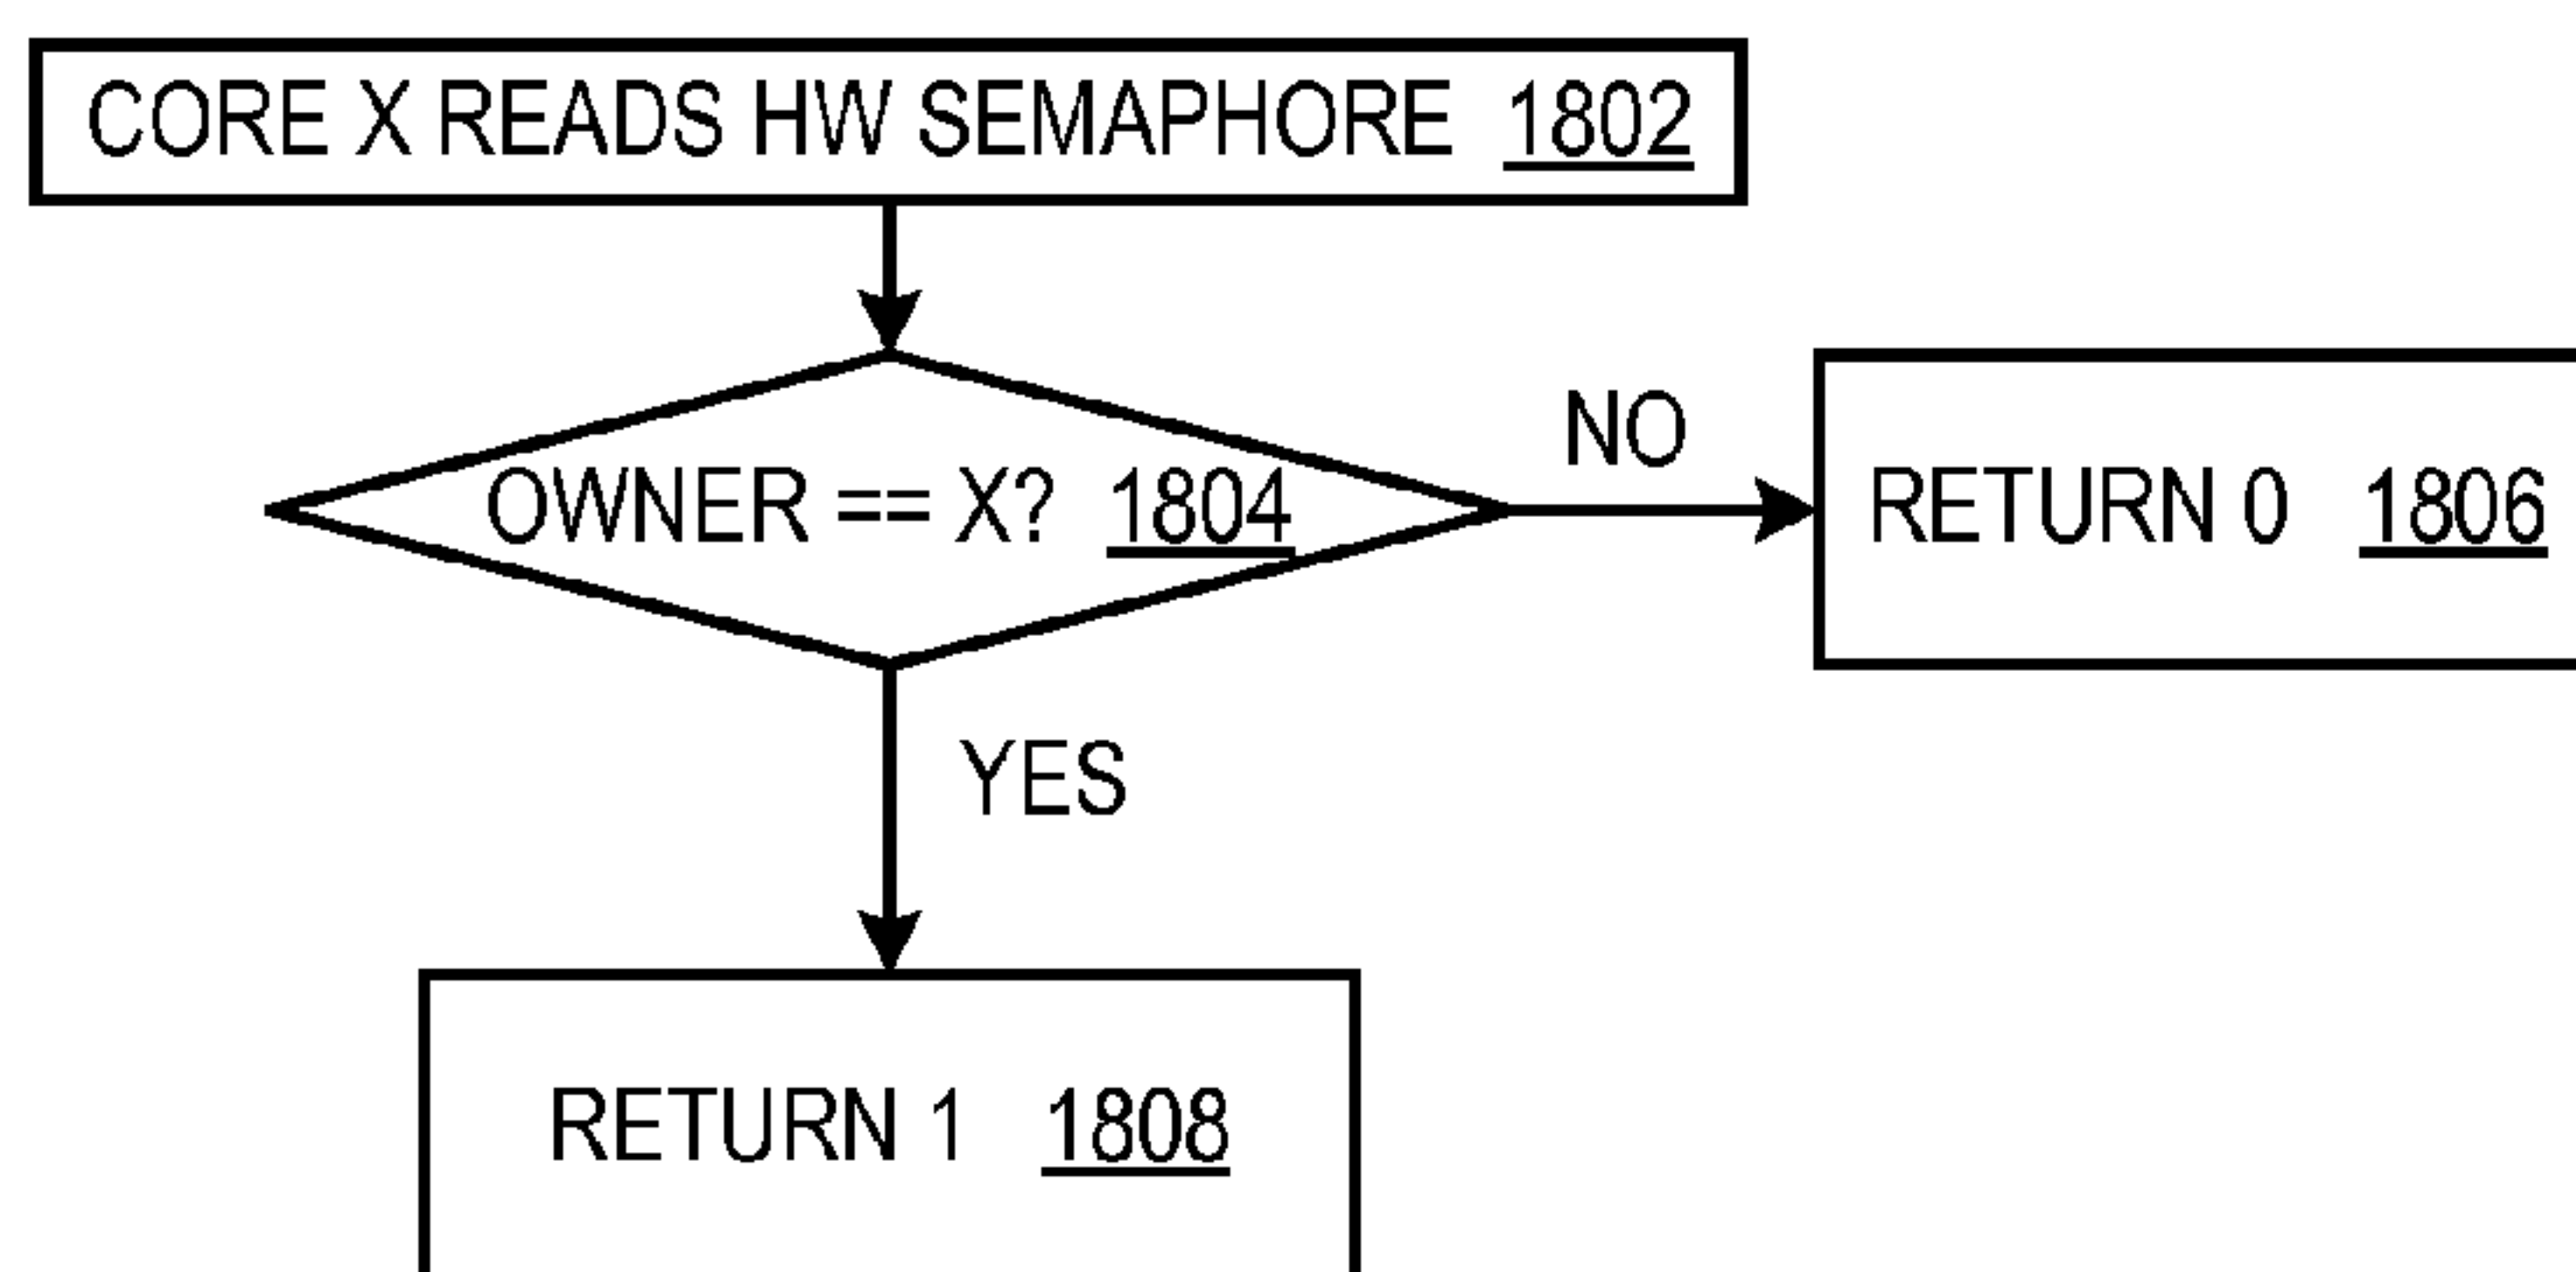 CORE X READS HW SEMAPHORE 1802
OWNER == X? 1804
NO
RETURN 0 1806
YES
RETURN 1 1808